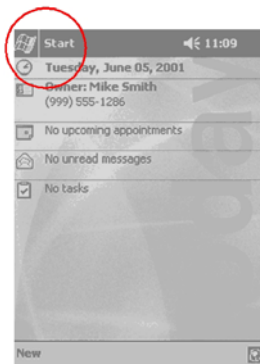 Start 11:09
Tuesday, June 05, 2001
Owner: Mike Smith
(999) 555-1286
No upcoming appointments
No unread messages
No tasks
New